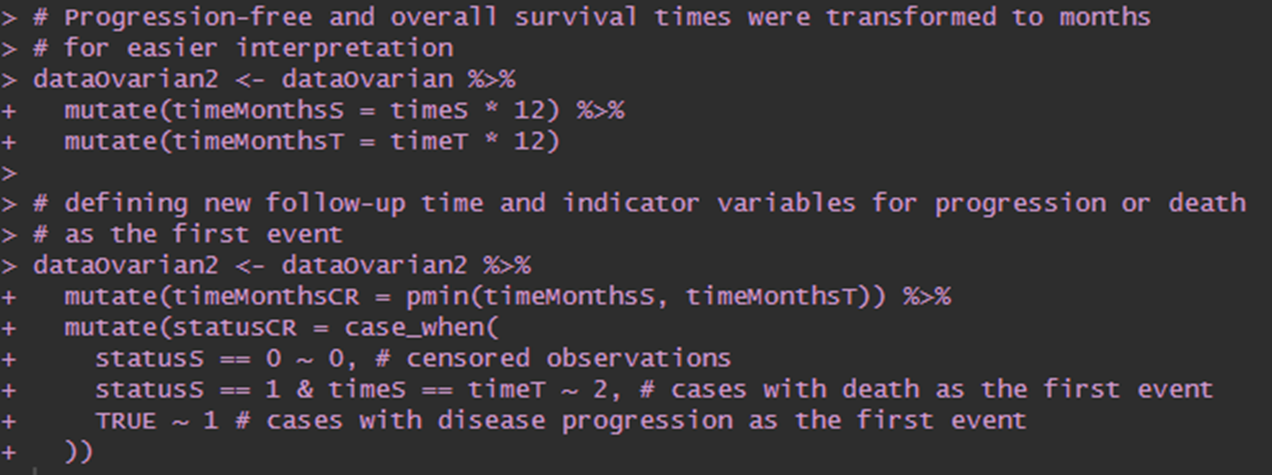 > # Progression-free and overall survival times were transformed to months
> # for easier interpretation
> dataOvarian2 <- dataOvarian %>%
+   mutate(timeMonthsS = timeS * 12) %>%
+   mutate(timeMonthsT = timeT * 12)
>
> # defining new follow-up time and indicator variables for progression or death
> # as the first event
> dataOvarian2 <- dataOvarian2 %>%
+   mutate(timeMonthsCR = pmin(timeMonthsS, timeMonthsT)) %>%
+   mutate(statusCR = case_when(
+     statusS == 0 ~ 0, # censored observations
+     statusS == 1 & timeS == timeT ~ 2, # cases with death as the first event
+     TRUE ~ 1 # cases with disease progression as the first event
+   ))